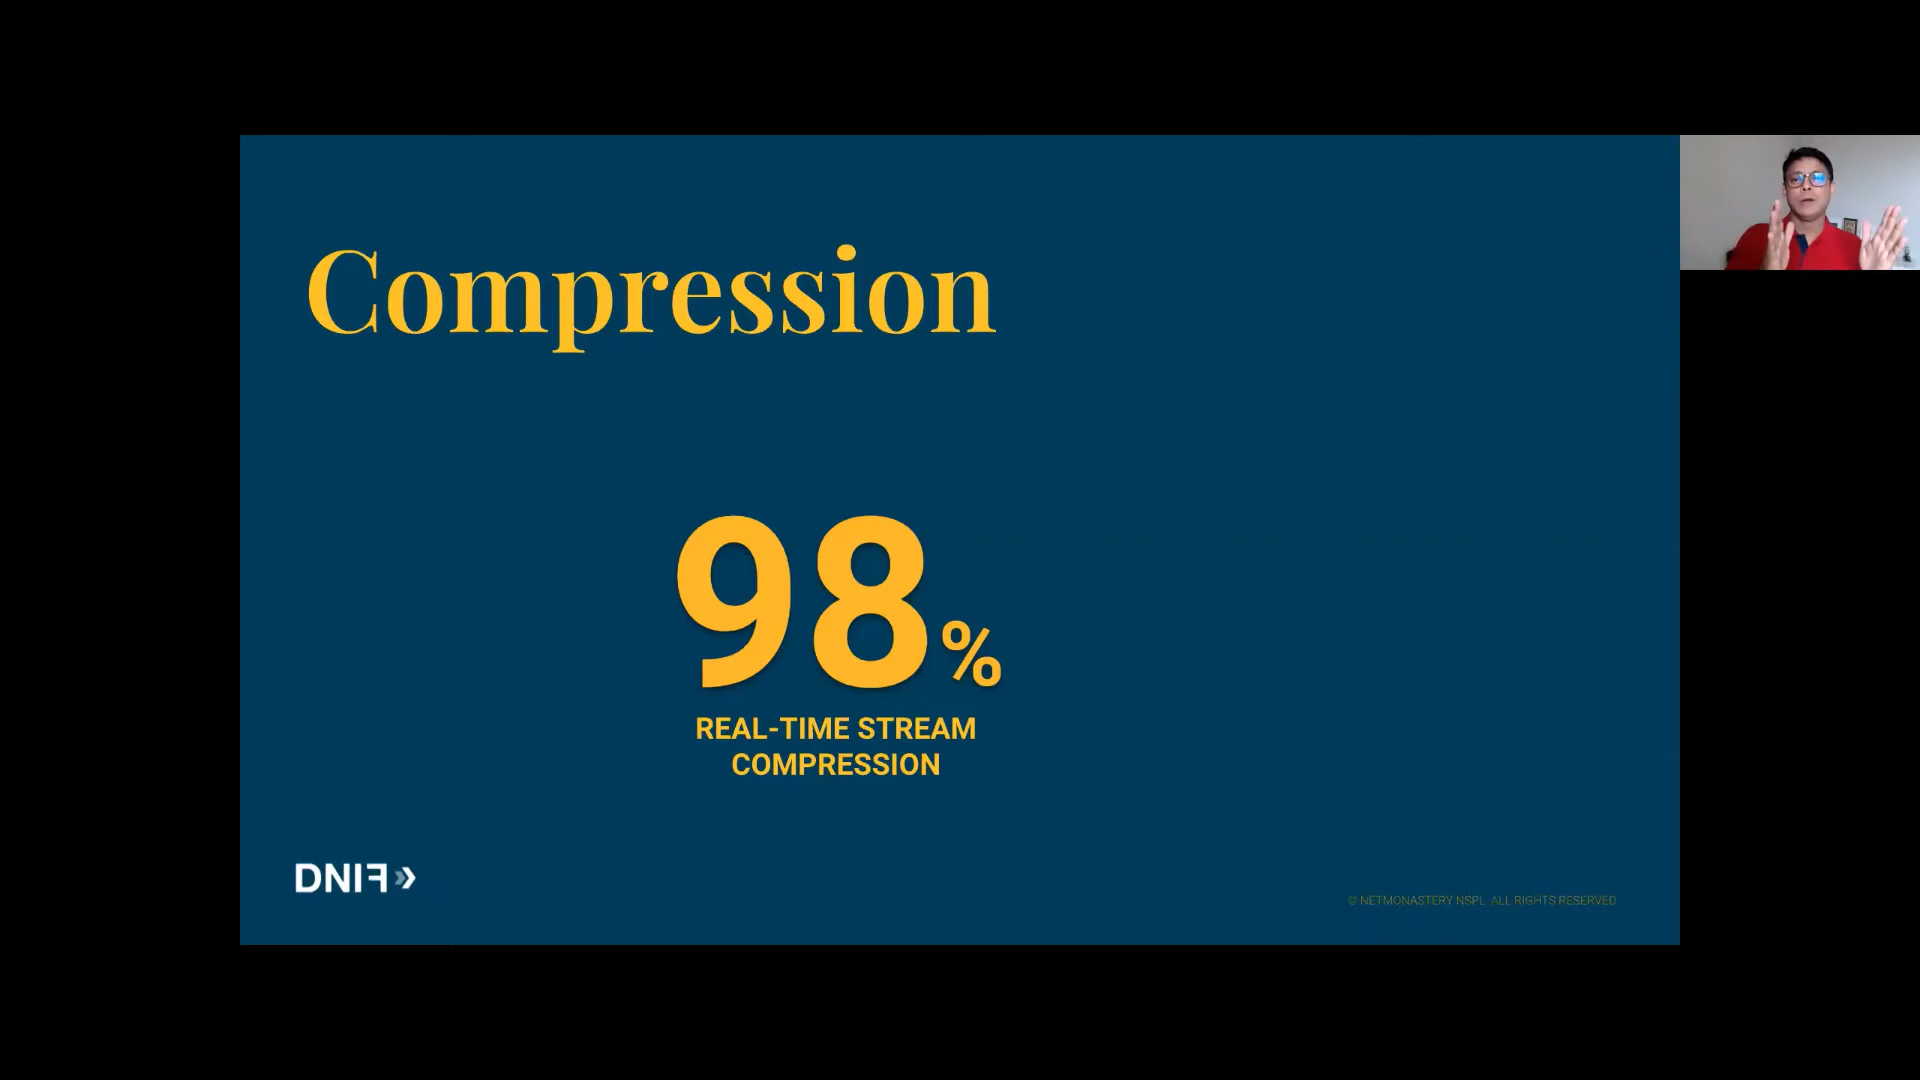 Compression
98%
REAL-TIME STREAM
COMPRESSION
DNIF
© NETMONASTERY NSPL. ALL RIGHTS RESERVED